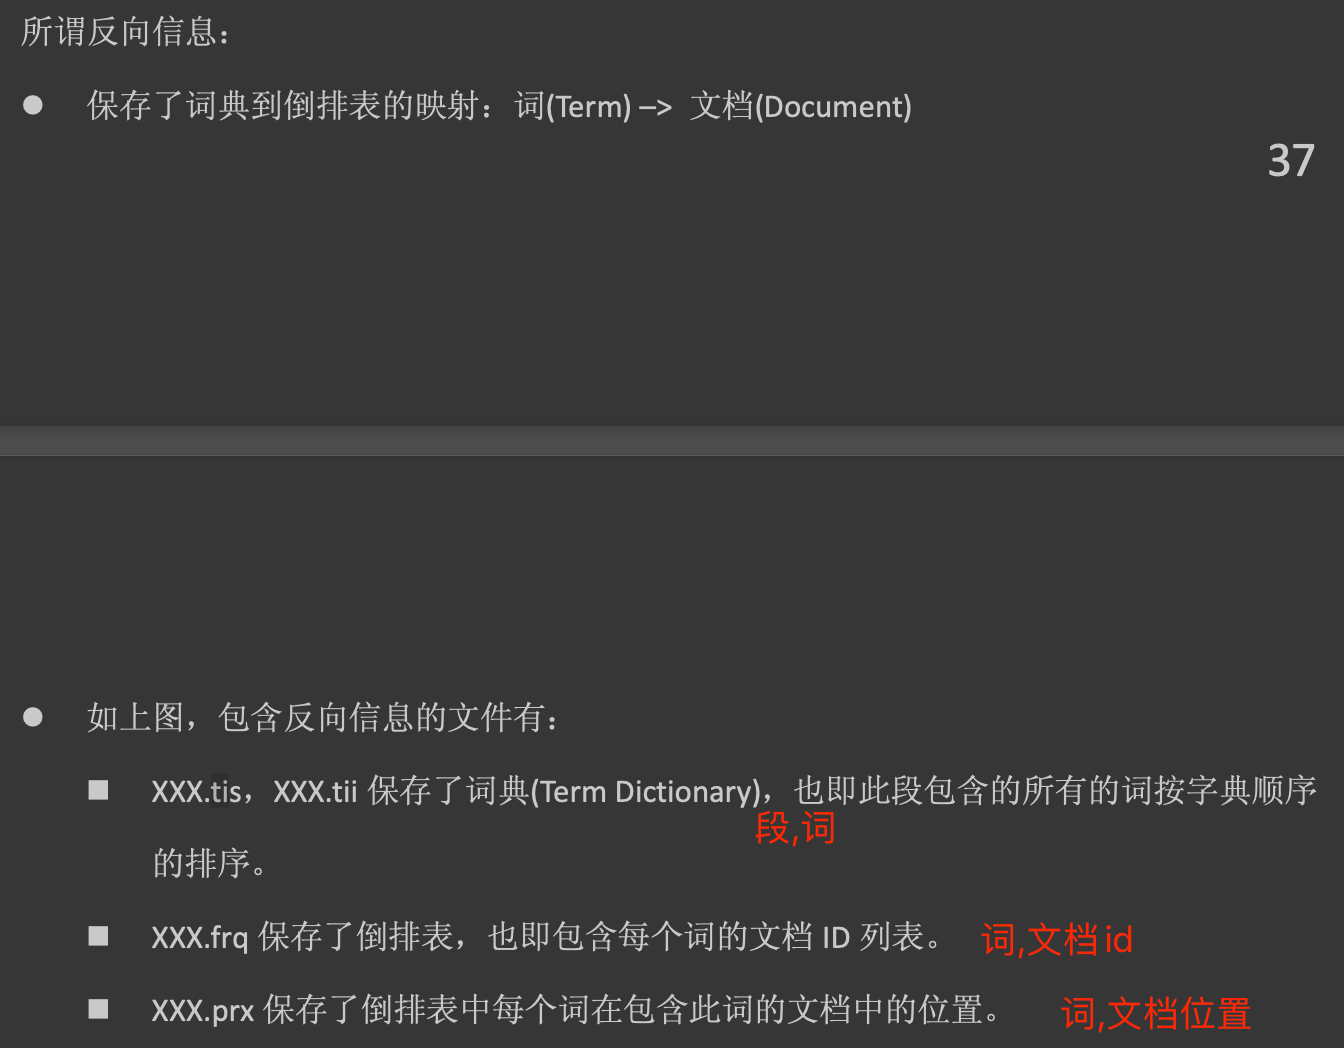 所谓反向信息：
● 保存了词典到倒排表的映射：词(Term) –> 文档(Document)
37
● 如上图，包含反向信息的文件有：
■ XXX.tis，XXX.tii 保存了词典(Term Dictionary)，也即此段包含的所有的词按字典顺序
段,词
的排序。
■ XXX.frq 保存了倒排表，也即包含每个词的文档 ID 列表。 词,文档id
■ XXX.prx 保存了倒排表中每个词在包含此词的文档中的位置。 词,文档位置